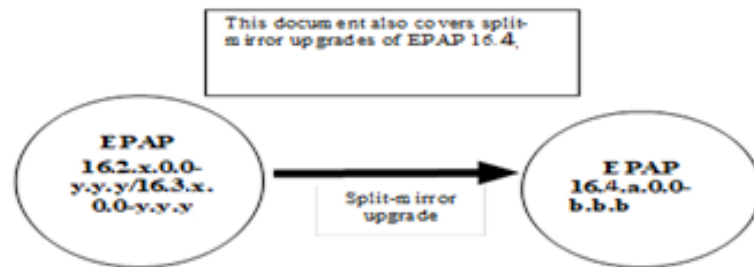 This document also covers split-
mirror upgrades of EPAP 16.4,
EPAP
16.2.x.0.0-
y.y.y/16.3.x.
0.0-y.y.y
Split-mirror
upgrade
EPAP
16.4.a.0.0-
b.b.b